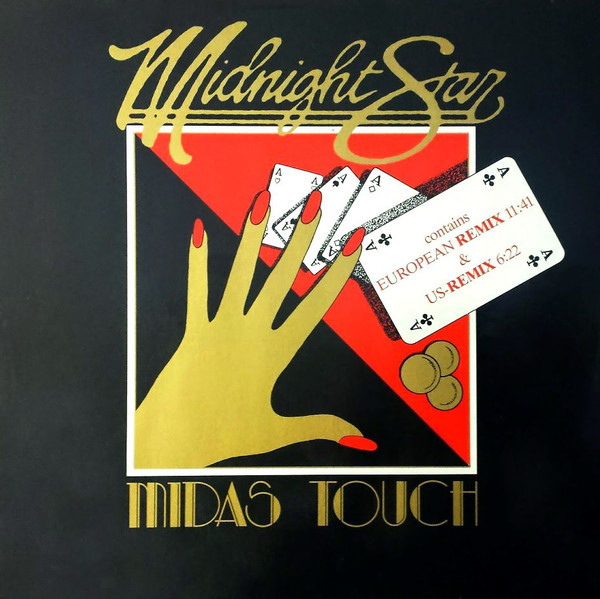 Midnight Star
A
A
A
A
A
contains
A
EUROPEAN REMIX 11:41
&
US-REMIX 6:22
A
A
MIDAS TOUCH